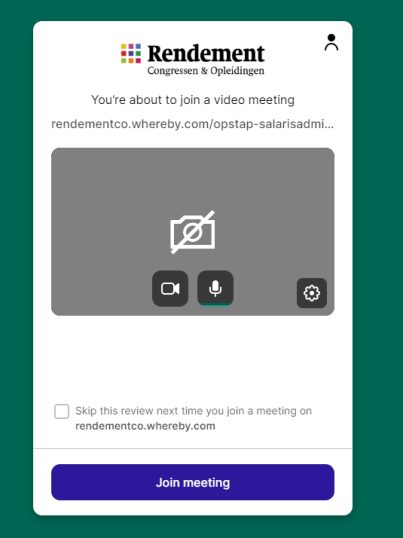 Rendement
Congressen & Opleidingen
You're about to join a video meeting
rendementco.whereby.com/opstap-salarisadmi...
Skip this review next time you join a meeting on
rendementco.whereby.com
Join meeting